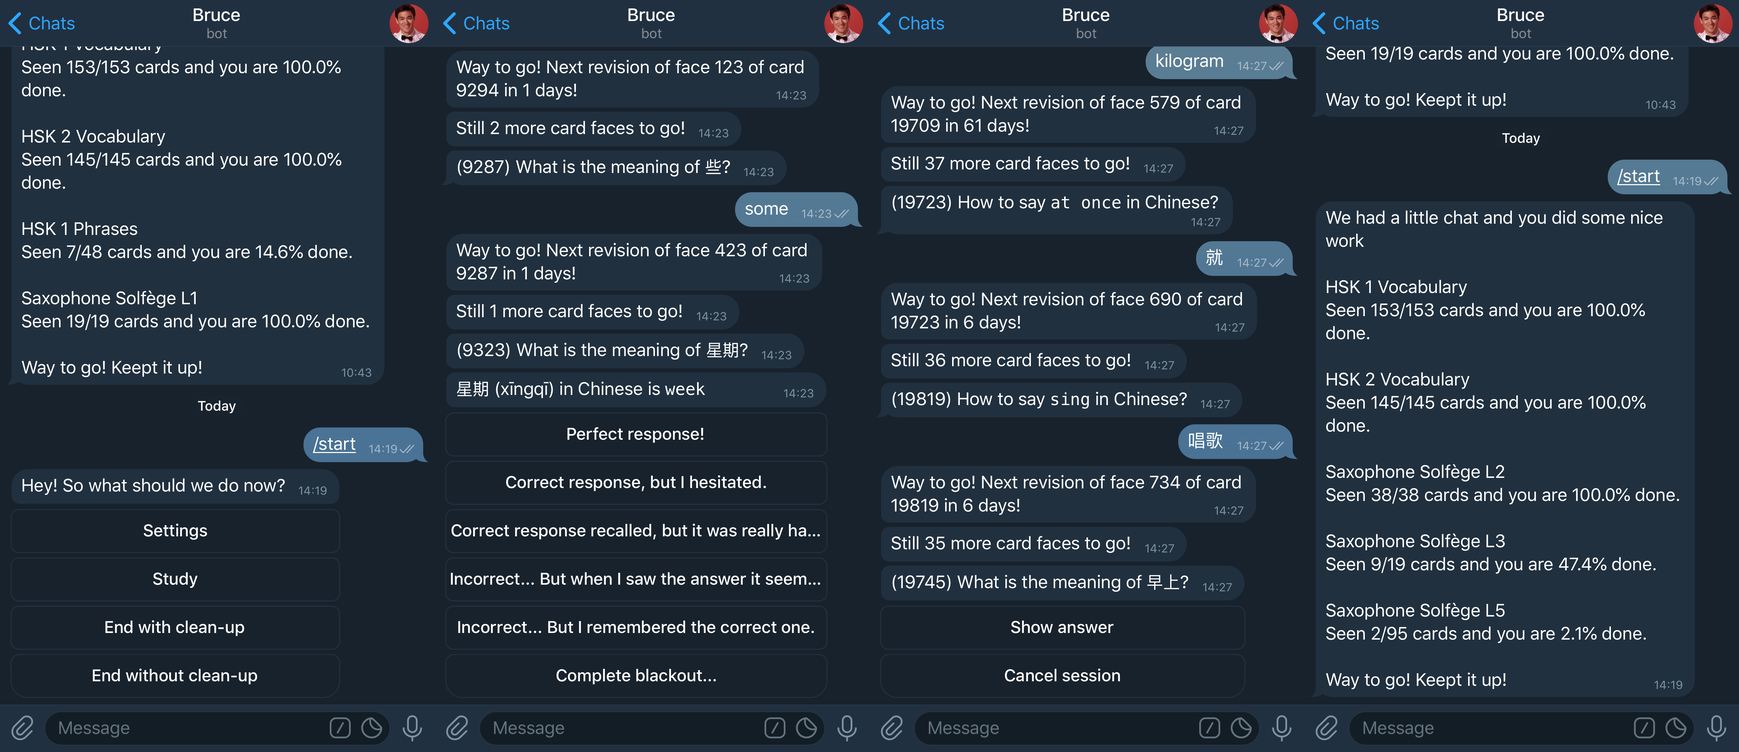 Chats
Bruce
bot
HSK 1 Vocabulary
Seen 153/153 cards and you are 100.0%
done.
HSK 2 Vocabulary
Seen 145/145 cards and you are 100.0%
done.
HSK 1 Phrases
Seen 7/48 cards and you are 14.6% done.
Saxophone Solfège L1
Seen 19/19 cards and you are 100.0% done.
Way to go! Keept it up!
10:43
Today
/start 14:19
Hey! So what should we do now? 14:19
Settings
Study
End with clean-up
End without clean-up
Message
Chats
Bruce
bot
Way to go! Next revision of face 123 of card
9294 in 1 days!
14:23
Still 2 more card faces to go! 14:23
(9287) What is the meaning of 些? 14:23
some 14:23
Way to go! Next revision of face 423 of card
9287 in 1 days!
14:23
Still 1 more card faces to go! 14:23
(9323) What is the meaning of 星期? 14:23
星期 (xīngqī) in Chinese is week 14:23
Perfect response!
Correct response, but I hesitated.
Correct response recalled, but it was really ha...
Incorrect... But when I saw the answer it seem...
Incorrect... But I remembered the correct one.
Complete blackout...
Message
Chats
Bruce
bot
kilogram 14:27
Way to go! Next revision of face 579 of card
19709 in 61 days!
14:27
Still 37 more card faces to go! 14:27
(19723) How to say at once in Chinese?
14:27
就 14:27
Way to go! Next revision of face 690 of card
19723 in 6 days!
14:27
Still 36 more card faces to go! 14:27
(19819) How to say sing in Chinese? 14:27
唱歌 14:27
Way to go! Next revision of face 734 of card
19819 in 6 days!
14:27
Still 35 more card faces to go! 14:27
(19745) What is the meaning of 早上? 14:27
Show answer
Cancel session
Message
Chats
Bruce
bot
Seen 19/19 cards and you are 100.0% done.
Way to go! Keept it up!
10:43
Today
/start 14:19
We had a little chat and you did some nice
work
HSK 1 Vocabulary
Seen 153/153 cards and you are 100.0%
done.
HSK 2 Vocabulary
Seen 145/145 cards and you are 100.0%
done.
Saxophone Solfège L2
Seen 38/38 cards and you are 100.0% done.
Saxophone Solfège L3
Seen 9/19 cards and you are 47.4% done.
Saxophone Solfège L5
Seen 2/95 cards and you are 2.1% done.
Way to go! Keept it up!
14:19
Message